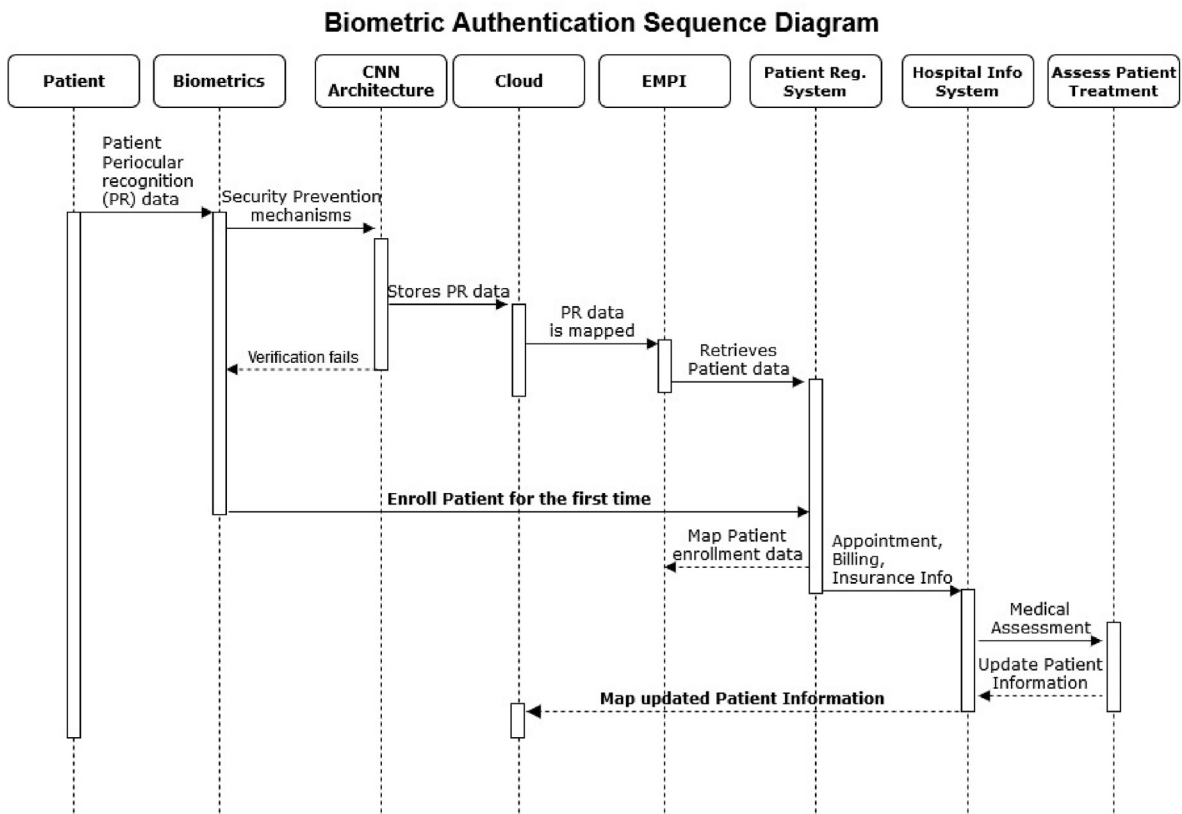 Biometric Authentication Sequence Diagram
Patient
Biometrics
CNN
Architecture
Cloud
EMPI
Patient Reg.
System
Hospital Info
System
Assess Patient
Treatment
Patient
Periocular
recognition
(PR) data
Security Prevention
mechanisms
Stores PR data
PR data
is mapped
Verification fails
Retrieves
Patient data
Enroll Patient for the first time
Map Patient
enrollment data
Appointment,
Billing,
Insurance Info
Medical
Assessment
Update Patient
Information
Map updated Patient Information